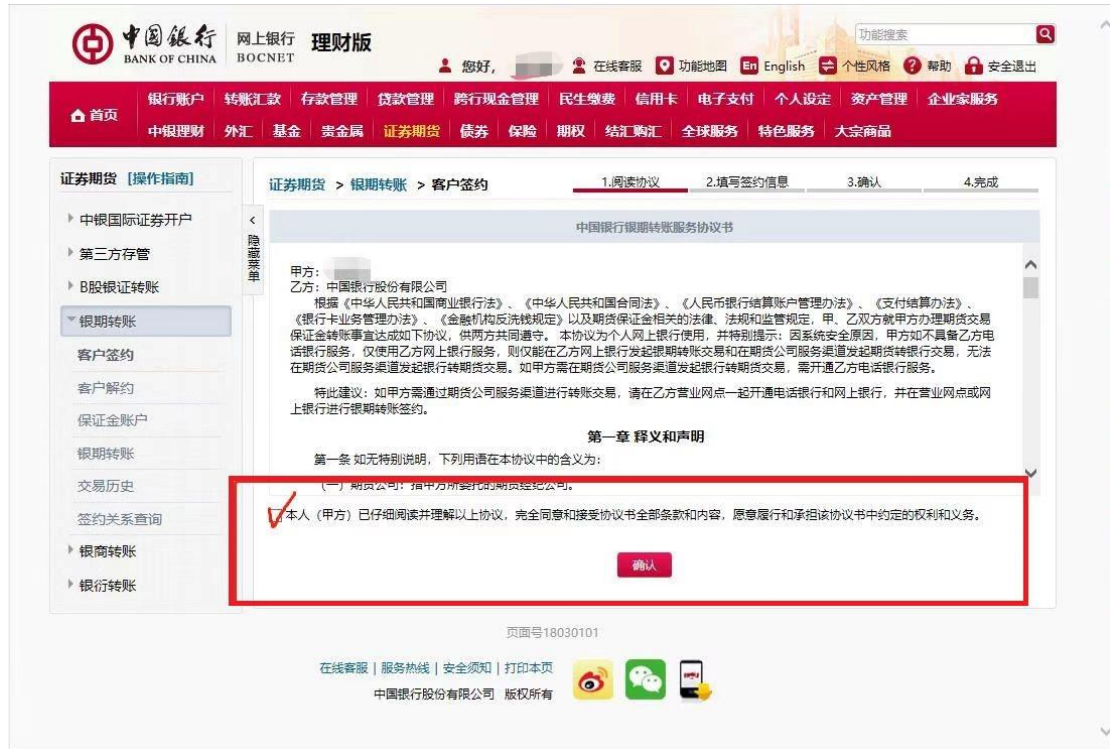 中国银行 网上银行 理财版
BANK OF CHINA BOCNET
功能搜索
您好, 在线客服 功能地图 En English 个性风格 ? 帮助 安全退出
首页
银行账户 转账汇款 存款管理 贷款管理 跨行现金管理 民生缴费 信用卡 电子支付 个人设定 资产管理 企业家服务
中银理财 外汇 基金 贵金属 证券期货 债券 保险 期权 结汇购汇 全球服务 特色服务 大宗商品
证券期货 [操作指南]
中银国际证券开户
第三方存管
B股银证转账
银期转账
客户签约
客户解约
保证金账户
银期转账
交易历史
签约关系查询
银商转账
银衍转账
< 隐藏菜单
证券期货 > 银期转账 > 客户签约
1.阅读协议 2.填写签约信息 3.确认 4.完成
中国银行银期转账服务协议书
甲方:
乙方:中国银行股份有限公司
根据《中华人民共和国商业银行法》、《中华人民共和国合同法》、《人民币银行结算账户管理办法》、《支付结算办法》、
《银行卡业务管理办法》、《金融机构反洗钱规定》以及期货保证金相关的法律、法规和监管规定,甲、乙双方就甲方办理期货交易
保证金转账事宜达成如下协议,供两方共同遵守。本协议为个人网上银行使用,并特别提示:因系统安全原因,甲方如不具备乙方电
话银行服务,仅使用乙方网上银行服务,则仅能在乙方网上银行发起银期转账交易和在期货公司服务渠道发起期货转银行交易,无法
在期货公司服务渠道发起银行转期货交易。如甲方需在期货公司服务渠道发起银行转期货交易,需开通乙方电话银行服务。
特此建议:如甲方需通过期货公司服务渠道进行转账交易,请在乙方营业网点一起开通电话银行和网上银行,并在营业网点或网
上银行进行银期转账签约。
第一章 释义和声明
第一条 如无特别说明,下列用语在本协议中的含义为:
(一)期货公司:指甲方所委托的期货经纪公司。
本人(甲方)已仔细阅读并理解以上协议,完全同意和接受协议书全部条款和内容,愿意履行和承担该协议书中约定的权利和义务。
确认
页面号18030101
在线客服 | 服务热线 | 安全须知 | 打印本页
中国银行股份有限公司 版权所有